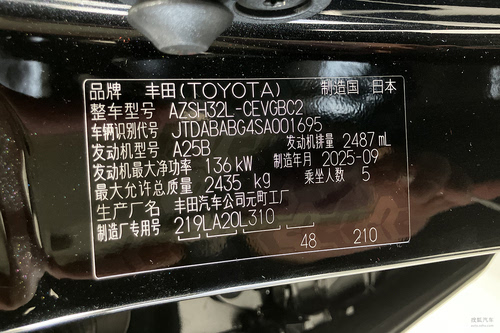 品牌 丰田(TOYOTA) 制造国 日本
整车型号 AZSH32L-CEVGBC2
车辆识别代号 JTDABABG4SA001695
发动机型号 A25B 发动机排量 2487 mL
发动机最大净功率 136 kW 制造年月 2025-09
最大允许总质量 2435 kg 乘坐人数 5
生产厂名 丰田汽车公司元町工厂
制造厂专用号 219LA20L310
48 210
搜狐汽车